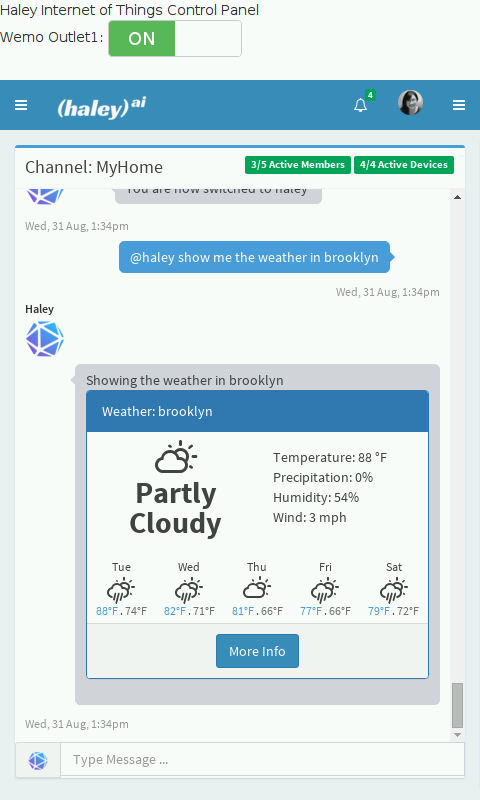 Haley Internet of Things Control Panel
Wemo Outlet1: ON
(haley) ai
4
Channel: MyHome 3/5 Active Members 4/4 Active Devices
You are now switched to haley
Wed, 31 Aug, 1:34pm
@haley show me the weather in brooklyn
Wed, 31 Aug, 1:34pm
Haley
Showing the weather in brooklyn
Weather: brooklyn
Partly
Cloudy
Temperature: 88 °F
Precipitation: 0%
Humidity: 54%
Wind: 3 mph
Tue Wed Thu Fri Sat
88°F.74°F 82°F.71°F 81°F.66°F 77°F.66°F 79°F.72°F
More Info
Wed, 31 Aug, 1:34pm
Type Message ...